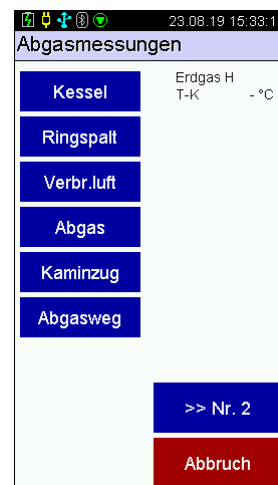 23.08.19 15:33:1
Abgasmessungen
Kessel
Erdgas H
T-K - °C
Ringspalt
Verbr.luft
Abgas
Kaminzug
Abgasweg
>> Nr. 2
Abbruch